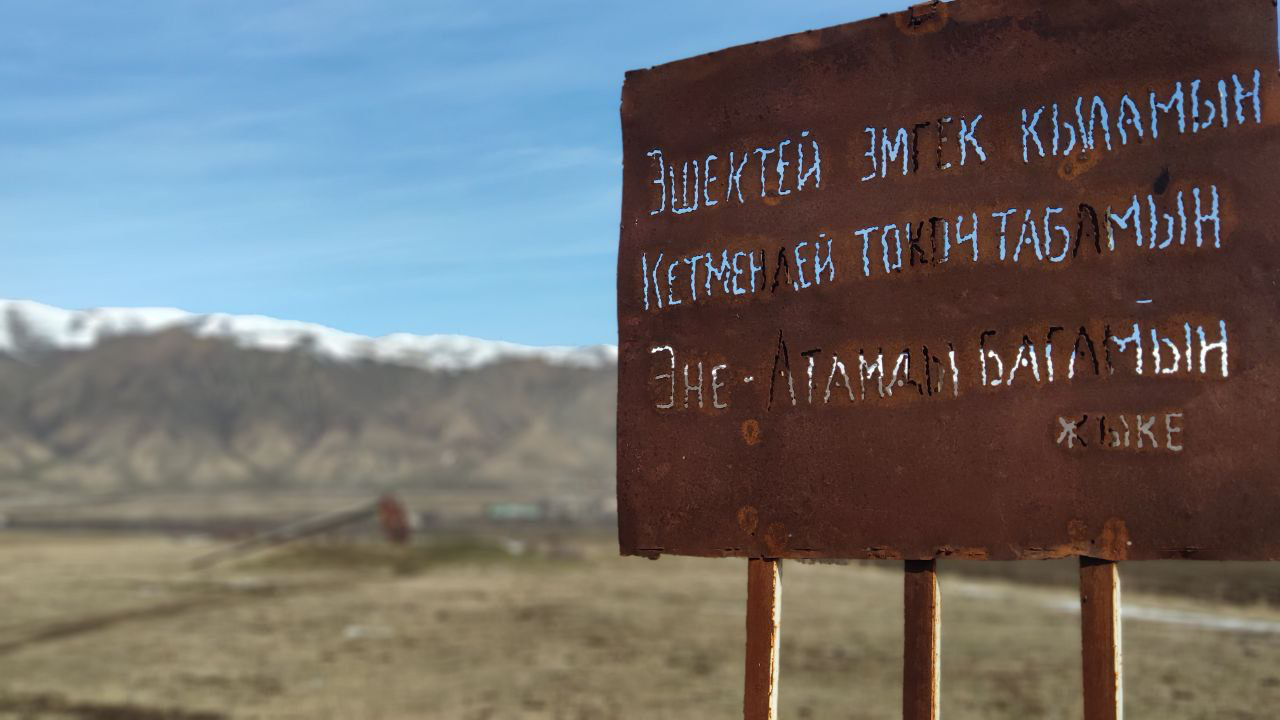 Эшектей эмгек кыламын
Кетмендей токоч табамын
Эне-Атамды багамын
жыке